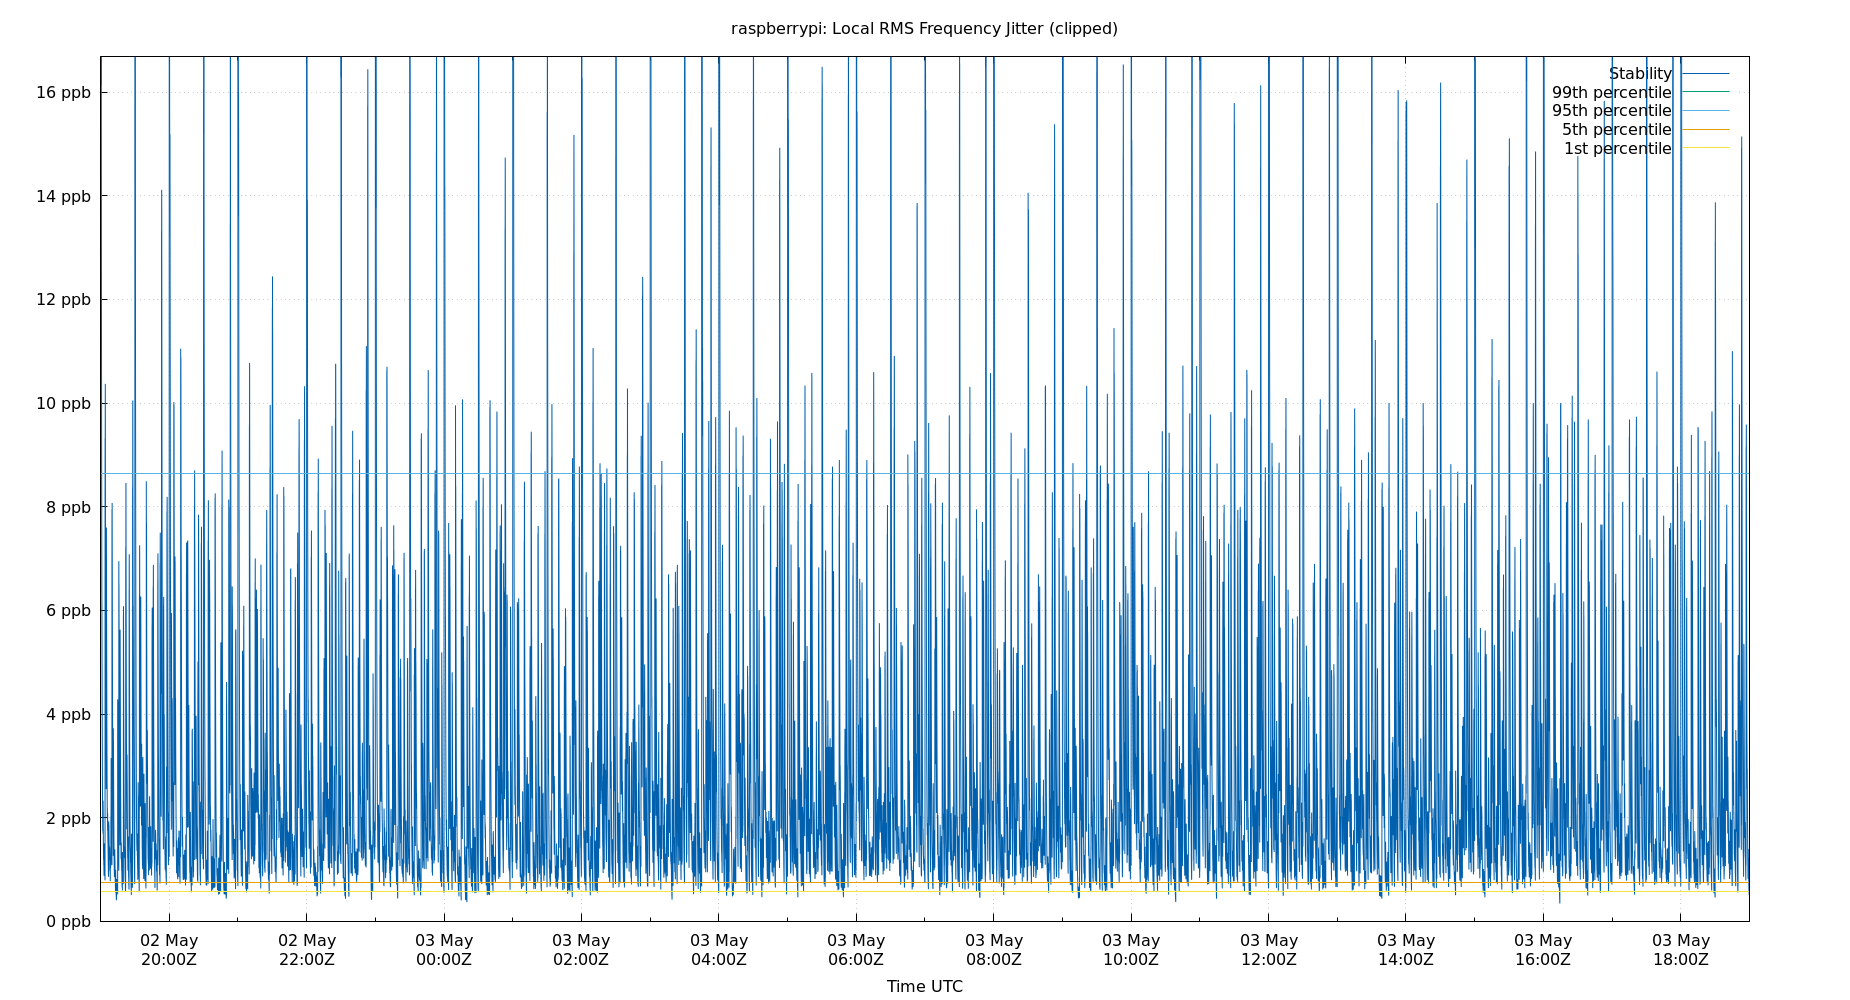 raspberrypi: Local RMS Frequency Jitter (clipped)
Stability
99th percentile
95th percentile
5th percentile
1st percentile
16 ppb
14 ppb
12 ppb
10 ppb
8 ppb
6 ppb
4 ppb
2 ppb
0 ppb
02 May 02 May 03 May 03 May 03 May 03 May 03 May 03 May 03 May 03 May 03 May 03 May
20:00Z 22:00Z 00:00Z 02:00Z 04:00Z 06:00Z 08:00Z 10:00Z 12:00Z 14:00Z 16:00Z 18:00Z
Time UTC